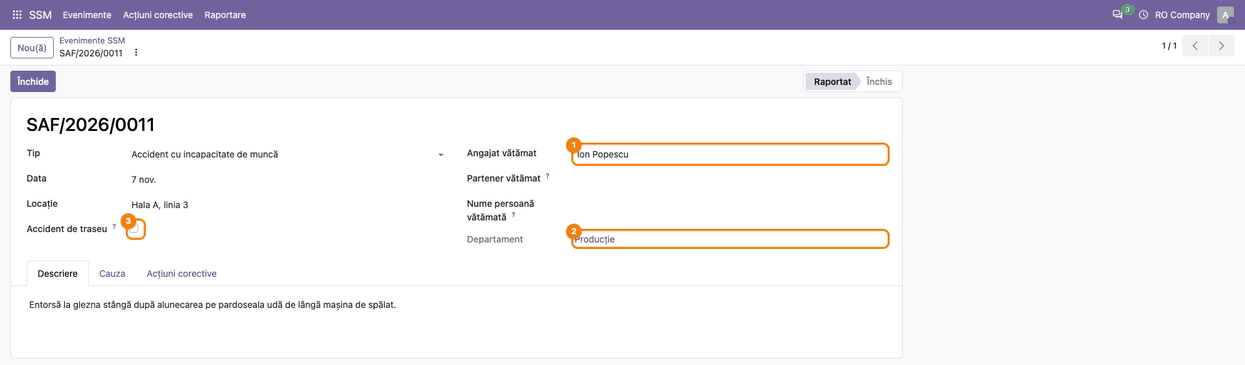 SSM Evenimente Acțiuni corective Raportare 3 RO Company A
Nou(ă) Evenimente SSM
SAF/2026/0011
1 / 1
Închide Raportat Închis
SAF/2026/0011
Tip Accident cu incapacitate de muncă
Data 7 nov.
Locație Hala A, linia 3
Accident de traseu ? 3
Angajat vătămat 1 Ion Popescu
Partener vătămat ?
Nume persoană
vătămată ?
Departament 2 Producție
Descriere Cauza Acțiuni corective
Entorsă la glezna stângă după alunecarea pe pardoseala udă de lângă mașina de spălat.